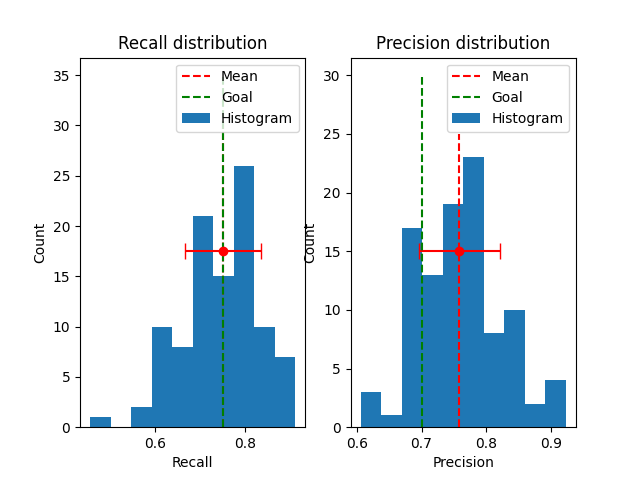 Recall distribution
Precision distribution
Mean
Goal
Histogram
35
30
25
20
15
10
5
0
Count
0.6
0.8
Recall
Mean
Goal
Histogram
30
25
20
15
10
5
0
Count
0.6
0.7
0.8
0.9
Precision